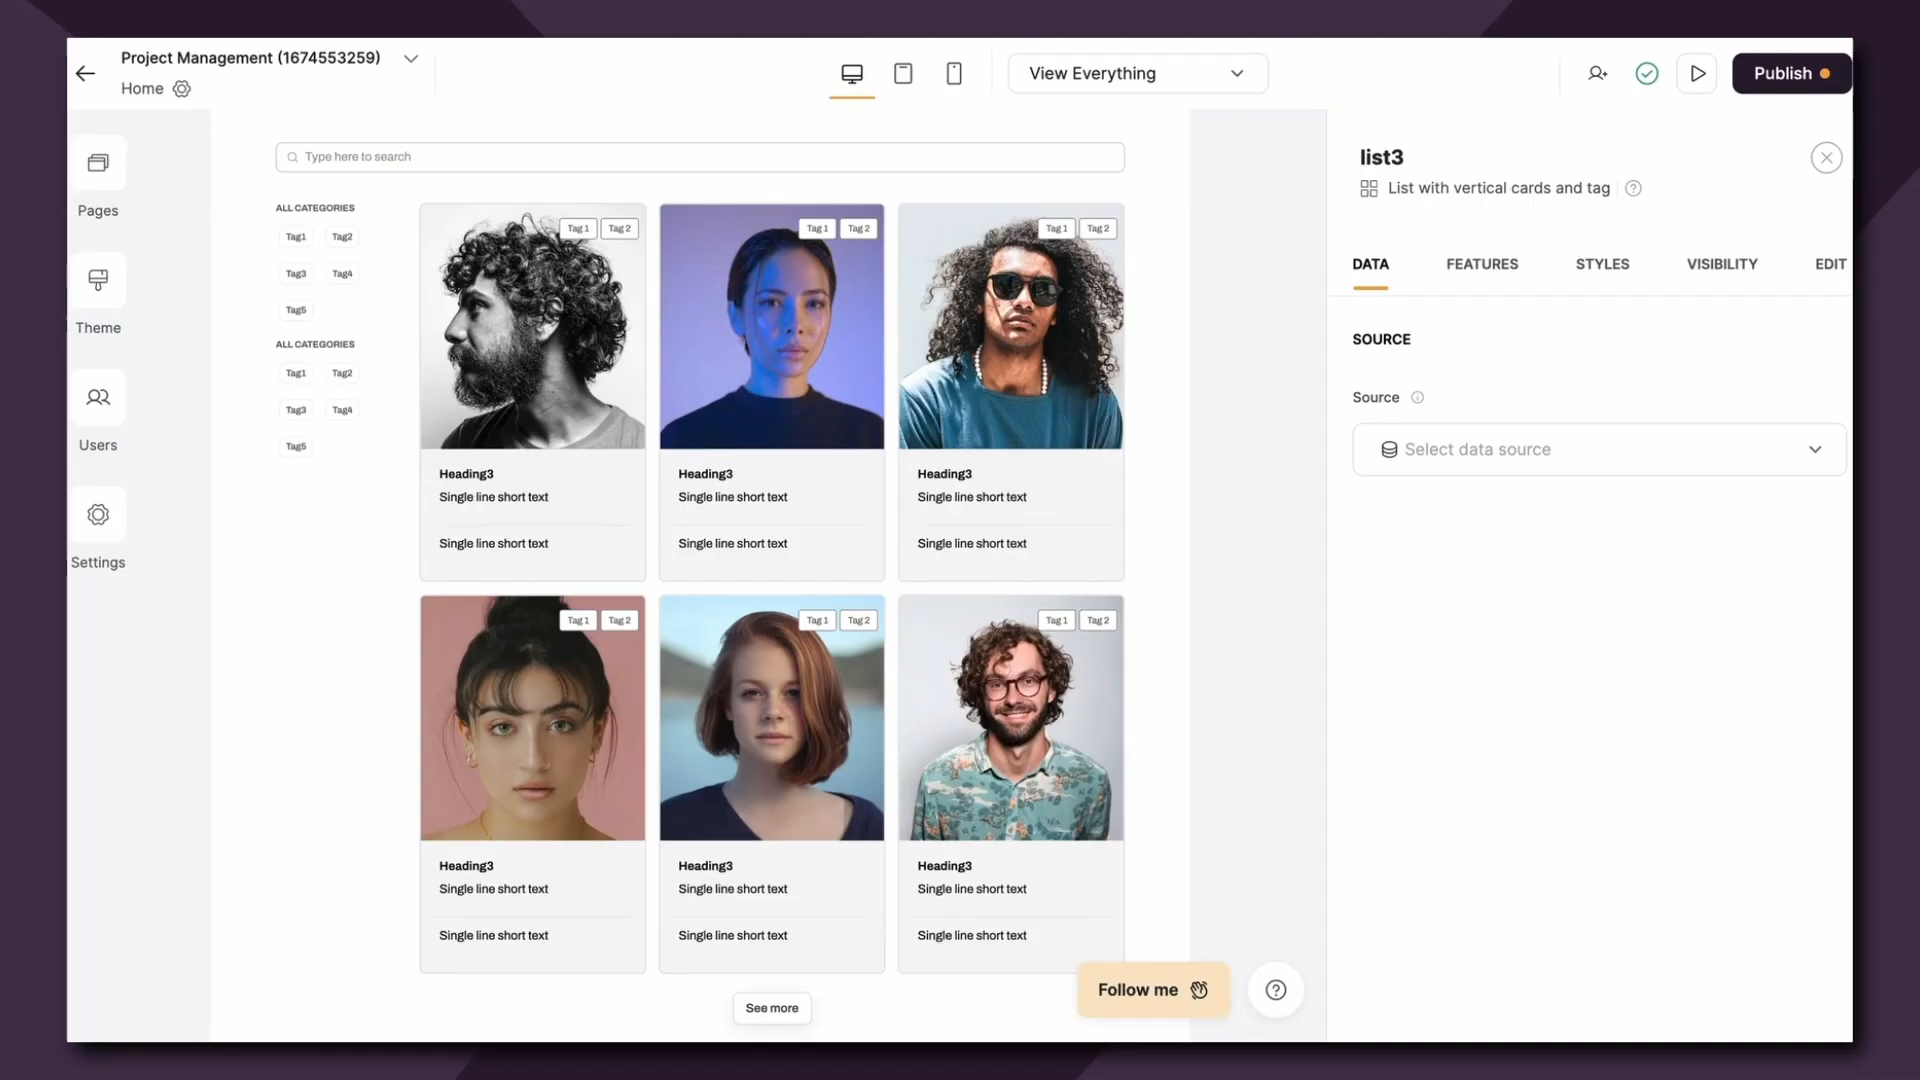 Project Management (1674553259)
Home
View Everything
Publish
Pages
Theme
Users
Settings
Type here to search
ALL CATEGORIES
Tag1 Tag2
Tag3 Tag4
Tag5
ALL CATEGORIES
Tag1 Tag2
Tag3 Tag4
Tag5
Tag 1 Tag 2
Heading3
Single line short text
Single line short text
Tag 1 Tag 2
Heading3
Single line short text
Single line short text
Tag 1 Tag 2
Heading3
Single line short text
Single line short text
Tag 1 Tag 2
Heading3
Single line short text
Single line short text
Tag 1 Tag 2
Heading3
Single line short text
Single line short text
Tag 1 Tag 2
Heading3
Single line short text
Single line short text
See more
Follow me
list3
List with vertical cards and tag
DATA FEATURES STYLES VISIBILITY EDIT
SOURCE
Source
Select data source